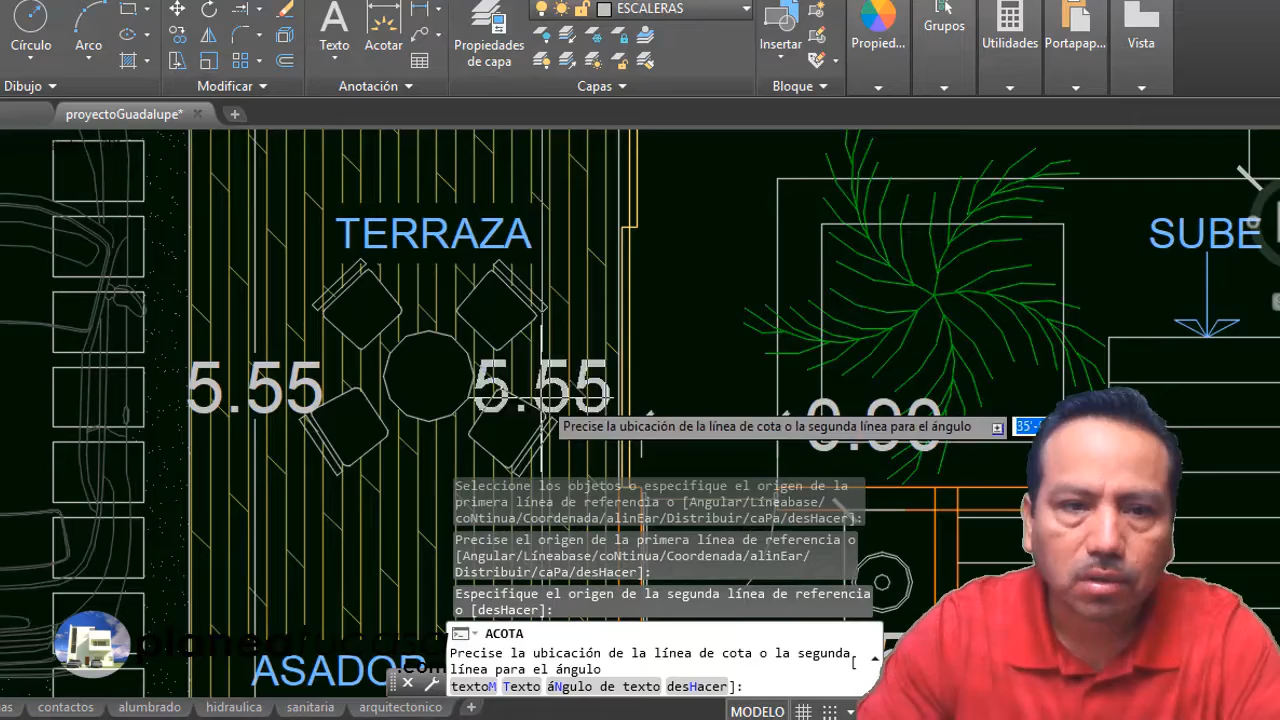 ESCALERAS
Círculo
Arco
Texto
Acotar
Propiedades
de capa
Insertar
Propied...
Grupos
Utilidades
Portapap...
Vista
Dibujo
Modificar
Anotación
Capas
Bloque
proyectoGuadalupe*
TERRAZA
SUBE
5.55
5.55
Precise la ubicación de la línea de cota o la segunda línea para el ángulo
Seleccione los objetos o especifique el origen de la
primera línea de referencia o [Angular/Líneabase/
coNtinua/Coordenada/alinEar/Distribuir/caPa/desHacer]:
Precise el origen de la primera línea de referencia o
[Angular/Líneabase/coNtinua/Coordenada/alinEar/
Distribuir/caPa/desHacer]:
Especifique el origen de la segunda línea de referencia
o [desHacer]:
ACOTA
Precise la ubicación de la línea de cota o la segunda
línea para el ángulo [
textoM Texto áNgulo de texto desHacer]:
ASADOR
contactos
alumbrado
hidraulica
sanitaria
arquitectonico
MODELO